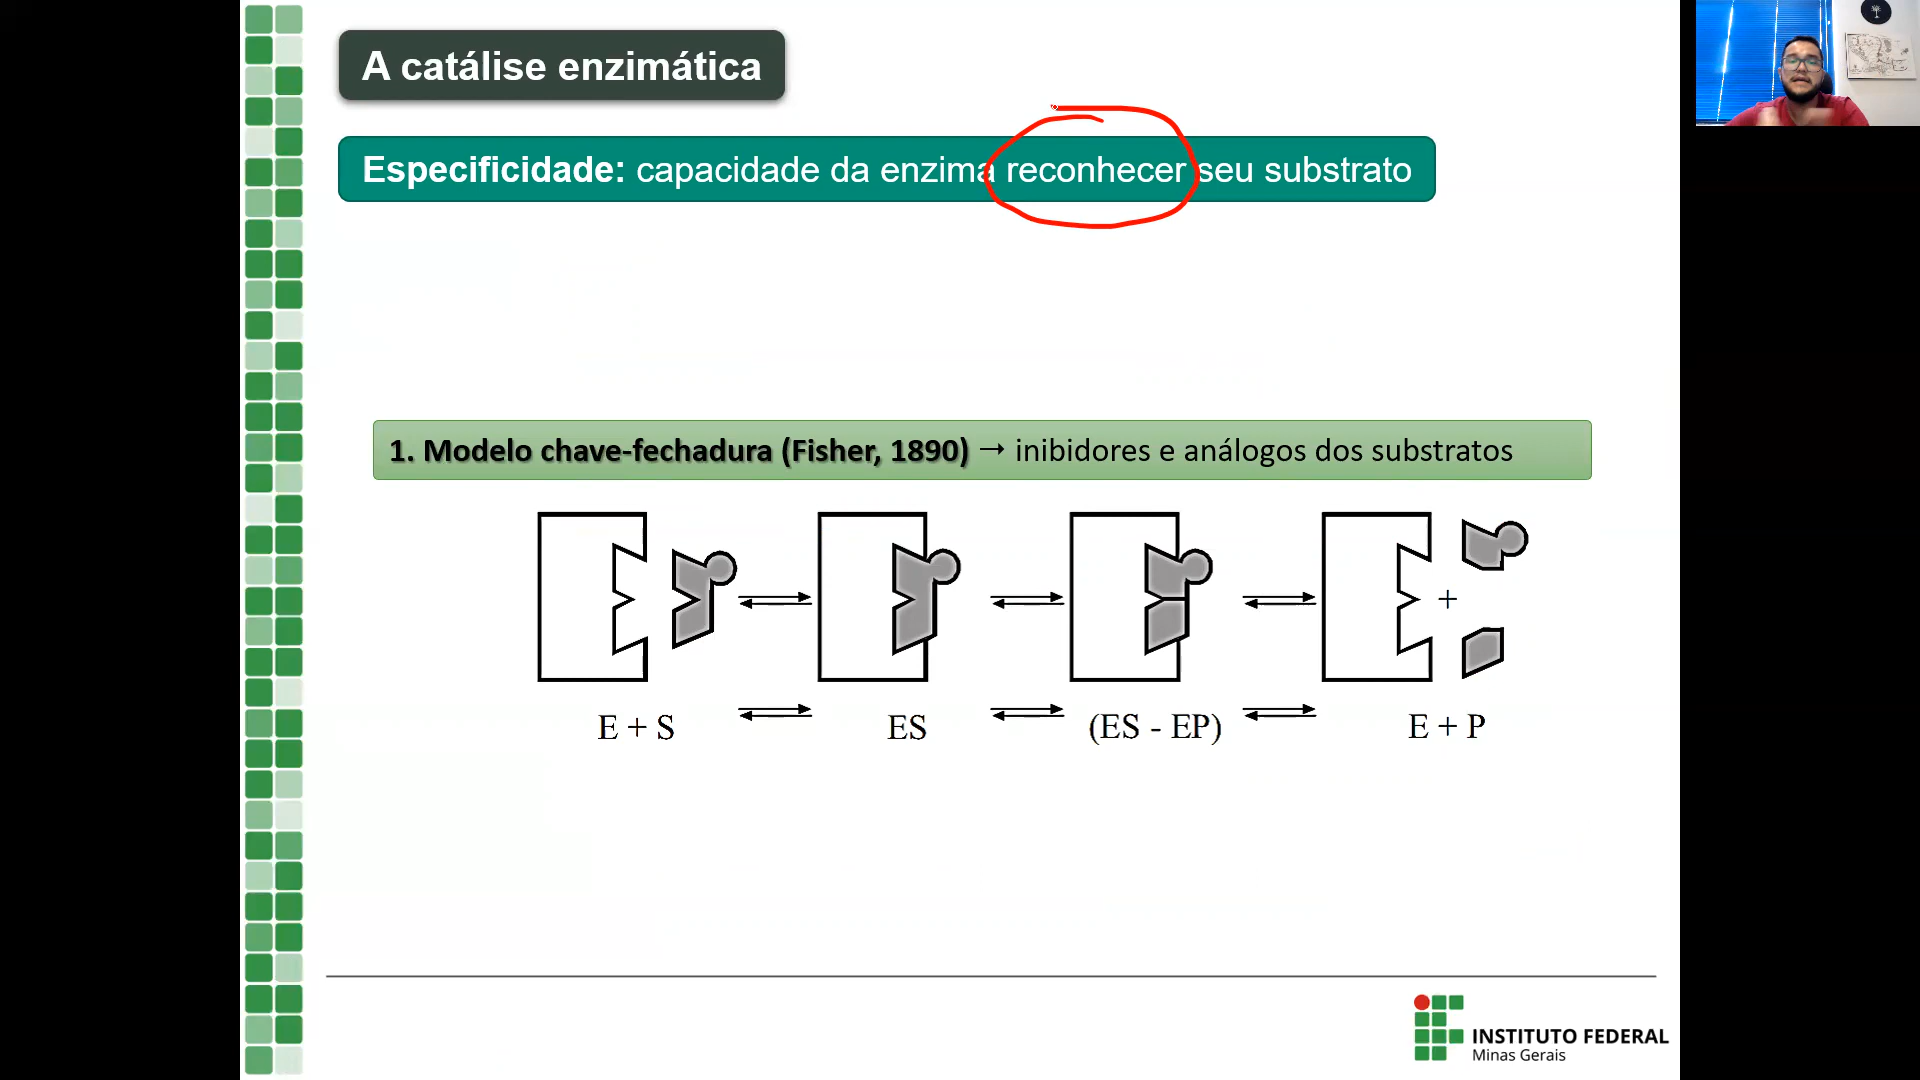 A catálise enzimática
Especificidade: capacidade da enzima reconhecer seu substrato
1. Modelo chave-fechadura (Fisher, 1890) → inibidores e análogos dos substratos
+
E + S ES (ES - EP) E + P
INSTITUTO FEDERAL
Minas Gerais